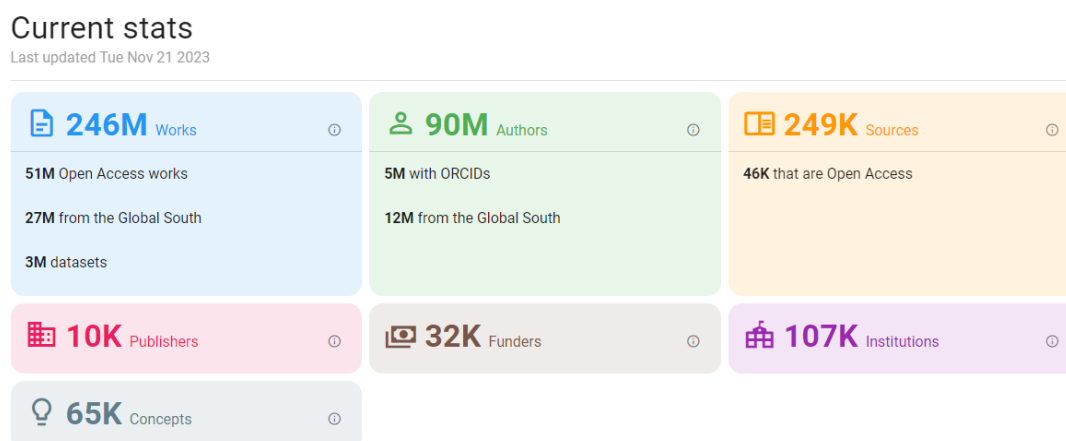 Current stats
Last updated Tue Nov 21 2023
246M Works
51M Open Access works
27M from the Global South
3M datasets
90M Authors
5M with ORCIDs
12M from the Global South
249K Sources
46K that are Open Access
10K Publishers
32K Funders
107K Institutions
65K Concepts